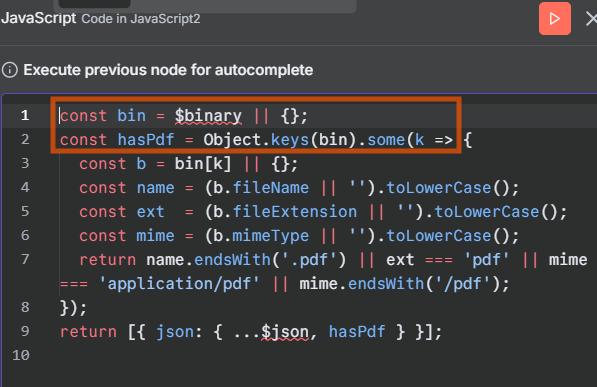 JavaScript Code in JavaScript2
Execute previous node for autocomplete
1 const bin = $binary || {};
2 const hasPdf = Object.keys(bin).some(k => {
3   const b = bin[k] || {};
4   const name = (b.fileName || '').toLowerCase();
5   const ext  = (b.fileExtension || '').toLowerCase();
6   const mime = (b.mimeType || '').toLowerCase();
7   return name.endsWith('.pdf') || ext === 'pdf' || mime
=== 'application/pdf' || mime.endsWith('/pdf');
8 });
9 return [{ json: { ...$json, hasPdf } }];
10